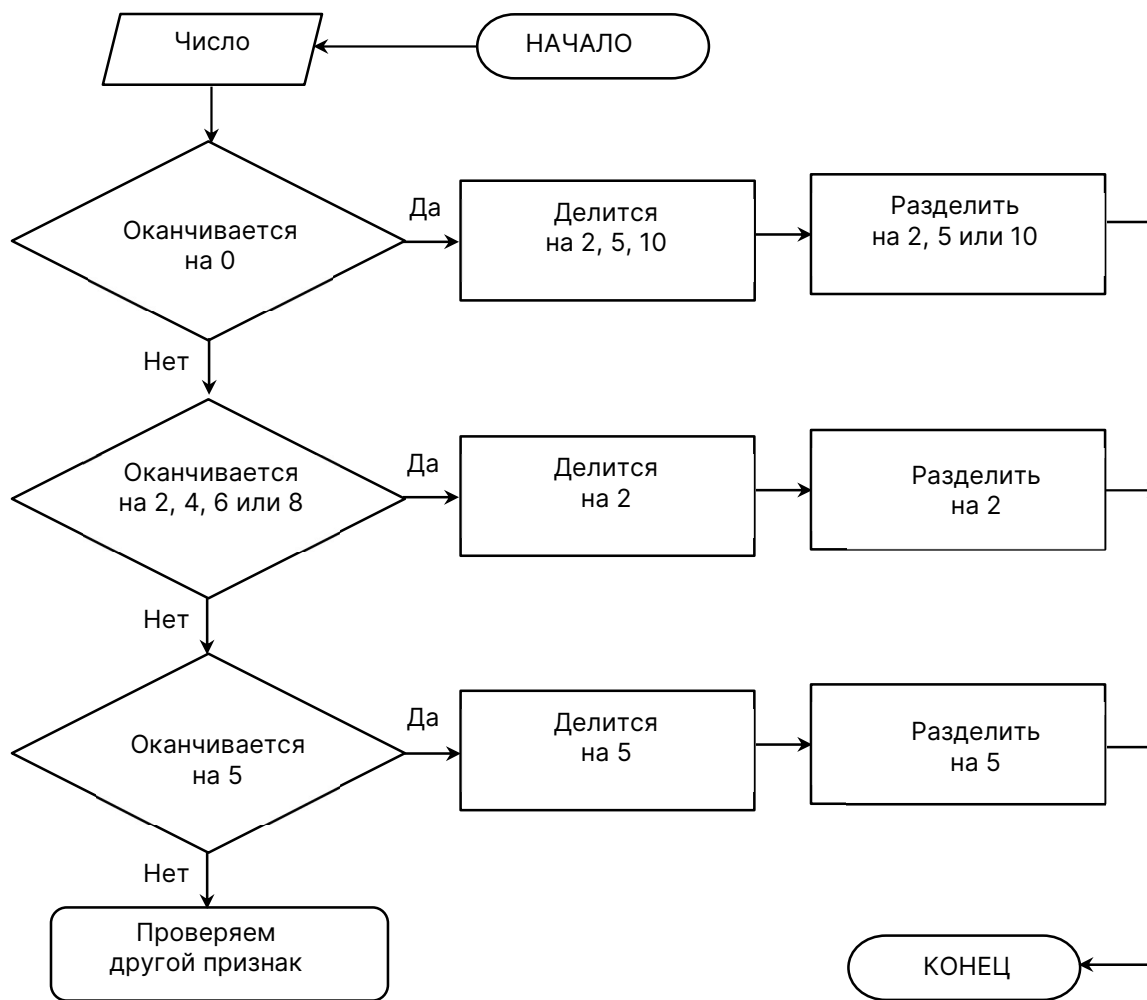 Число
НАЧАЛО
Оканчивается
на 0
Да
Делится
на 2, 5, 10
Разделить
на 2, 5 или 10
Нет
Оканчивается
на 2, 4, 6 или 8
Да
Делится
на 2
Разделить
на 2
Нет
Оканчивается
на 5
Да
Делится
на 5
Разделить
на 5
Нет
Проверяем
другой признак
КОНЕЦ